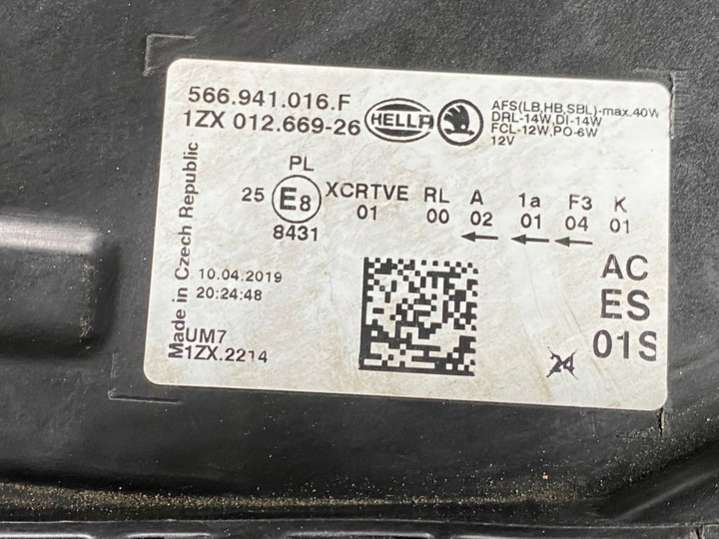 566.941.016.F
1ZX 012.669-26
HELLA
AFS(LB,HB,SBL)-max.40W
DRL-14W,DI-14W
FCL-12W,PO-6W
12V
PL
25 E8 XCRTVE RL A 1a F3 K
01 00 02 01 04 01
8431
Made in Czech Republic
10.04.2019
20:24:48
UM7
1ZX.2214
AC
ES
01S
24